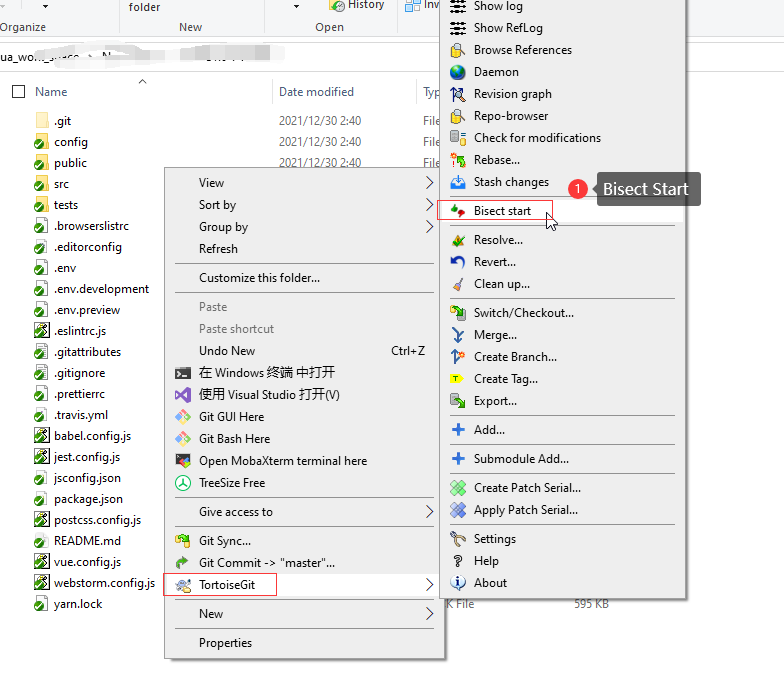 folder
History
Organize
New
Open
Name
Date modified
.git
2021/12/30 2:40
config
2021/12/30 2:40
public
2021/12/30 2:40
src
tests
.browserslistrc
.editorconfig
.env
.env.development
.env.preview
.eslintrc.js
.gitattributes
.gitignore
.prettierrc
.travis.yml
babel.config.js
jest.config.js
jsconfig.json
package.json
postcss.config.js
README.md
vue.config.js
webstorm.config.js
yarn.lock
K File
595 KB
View
Sort by
Group by
Refresh
Customize this folder...
Paste
Paste shortcut
Undo New Ctrl+Z
在 Windows 终端 中打开
使用 Visual Studio 打开(V)
Git GUI Here
Git Bash Here
Open MobaXterm terminal here
TreeSize Free
Give access to
Git Sync...
Git Commit -> "master"...
TortoiseGit
New
Properties
Show log
Show RefLog
Browse References
Daemon
Revision graph
Repo-browser
Check for modifications
Rebase...
Stash changes
Bisect start
1 Bisect Start
Resolve...
Revert...
Clean up...
Switch/Checkout...
Merge...
Create Branch...
Create Tag...
Export...
Add...
Submodule Add...
Create Patch Serial...
Apply Patch Serial...
Settings
Help
About